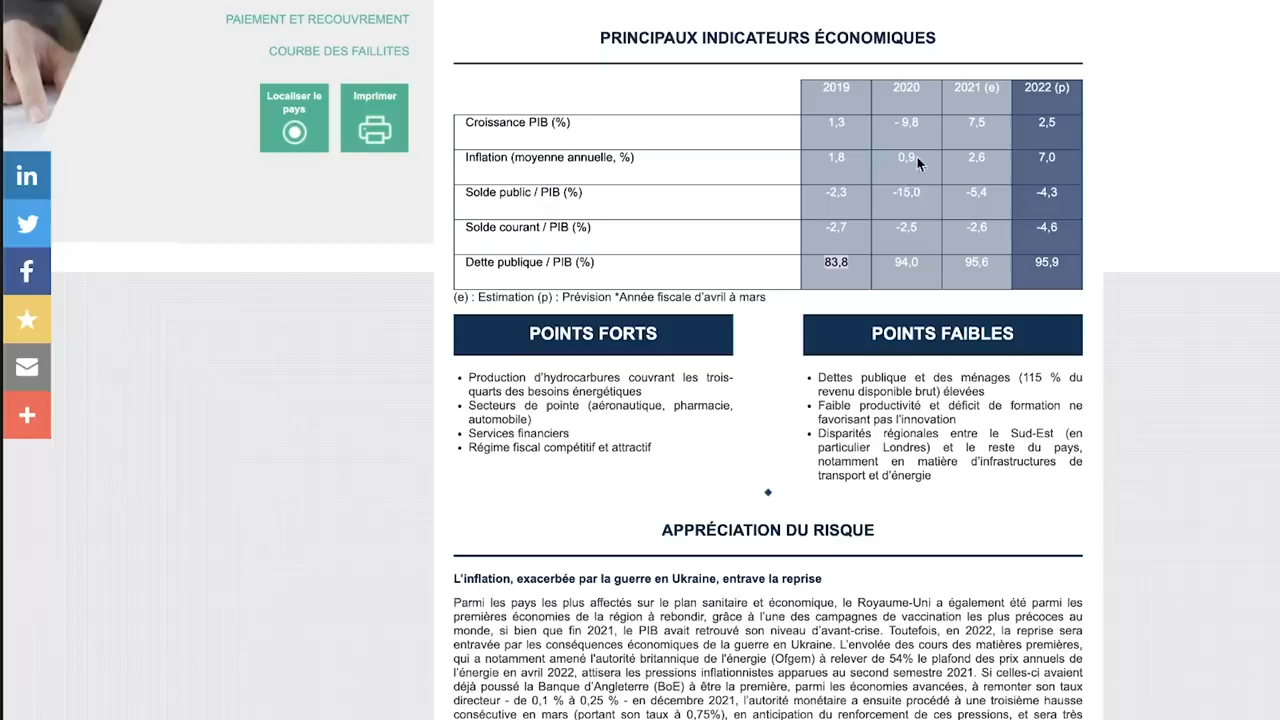 PAIEMENT ET RECOUVREMENT
COURBE DES FAILLITES
Localiser le
pays
Imprimer
PRINCIPAUX INDICATEURS ÉCONOMIQUES
2019 2020 2021 (e) 2022 (p)
Croissance PIB (%) 1,3 - 9,8 7,5 2,5
Inflation (moyenne annuelle, %) 1,8 0,9 2,6 7,0
Solde public / PIB (%) -2,3 -15,0 -5,4 -4,3
Solde courant / PIB (%) -2,7 -2,5 -2,6 -4,6
Dette publique / PIB (%) 83,8 94,0 95,6 95,9
(e) : Estimation (p) : Prévision *Année fiscale d'avril à mars
POINTS FORTS
Production d'hydrocarbures couvrant les trois-
quarts des besoins énergétiques
Secteurs de pointe (aéronautique, pharmacie,
automobile)
Services financiers
Régime fiscal compétitif et attractif
POINTS FAIBLES
Dettes publique et des ménages (115 % du
revenu disponible brut) élevées
Faible productivité et déficit de formation ne
favorisant pas l'innovation
Disparités régionales entre le Sud-Est (en
particulier Londres) et le reste du pays,
notamment en matière d'infrastructures de
transport et d'énergie
APPRÉCIATION DU RISQUE
L'inflation, exacerbée par la guerre en Ukraine, entrave la reprise
Parmi les pays les plus affectés sur le plan sanitaire et économique, le Royaume-Uni a également été parmi les
premières économies de la région à rebondir, grâce à l'une des campagnes de vaccination les plus précoces au
monde, si bien que fin 2021, le PIB avait retrouvé son niveau d'avant-crise. Toutefois, en 2022, la reprise sera
entravée par les conséquences économiques de la guerre en Ukraine. L'envolée des cours des matières premières,
qui a notamment amené l'autorité britannique de l'énergie (Ofgem) à relever de 54% le plafond des prix annuels de
l'énergie en avril 2022, attisera les pressions inflationnistes apparues au second semestre 2021. Si celles-ci avaient
déjà poussé la Banque d'Angleterre (BoE) à être la première, parmi les économies avancées, à remonter son taux
directeur - de 0,1 % à 0,25 % - en décembre 2021, l'autorité monétaire a ensuite procédé à une troisième hausse
consécutive en mars (portant son taux à 0,75%), en anticipation du renforcement de ces pressions, et sera très